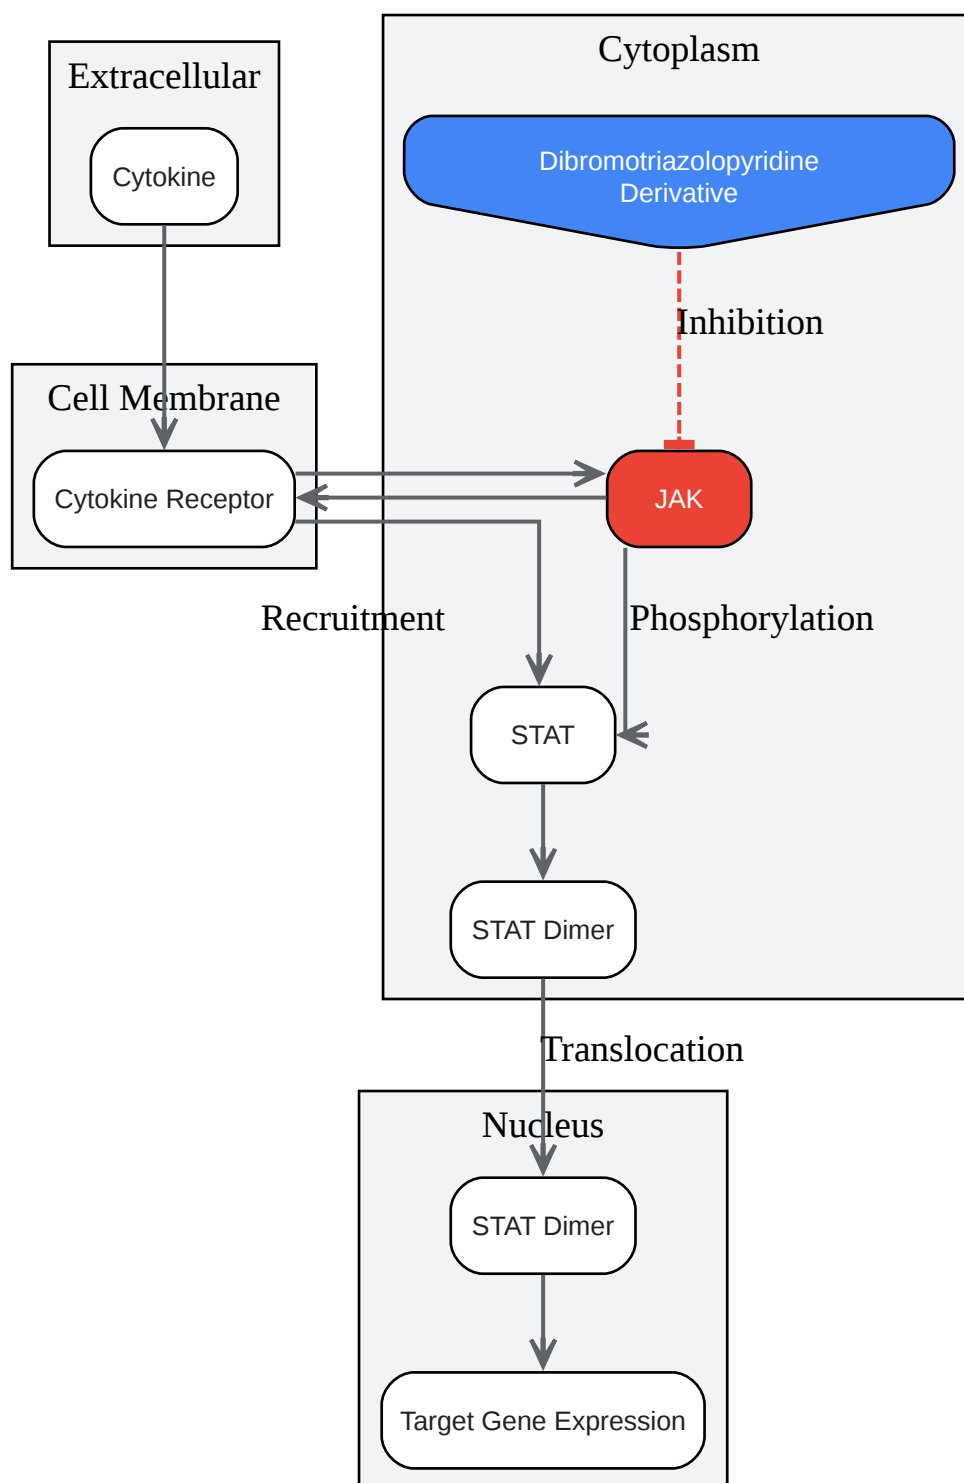 Extracellular
Cytokine
Cytoplasm
Dibromotriazolopyridine
Derivative
Inhibition
Cell Membrane
Cytokine Receptor
JAK
Recruitment
Phosphorylation
STAT
STAT Dimer
Translocation
Nucleus
STAT Dimer
Target Gene Expression